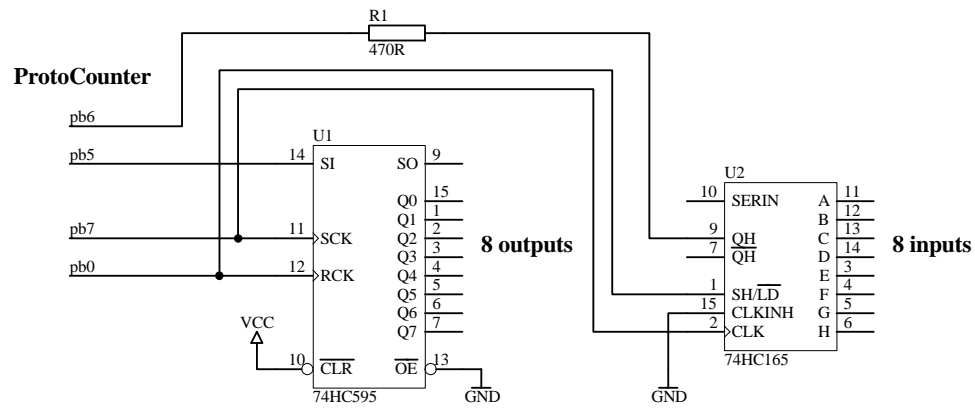 R1
470R
ProtoCounter
pb6
pb5
pb7
pb0
U1
14 SI SO 9
Q0 15
Q1 1
11 SCK Q2 2
Q3 3
12 RCK Q4 4
Q5 5
Q6 6
Q7 7
8 outputs
VCC
10 CLR OE 13
74HC595
GND
U2
10 SERIN A 11
B 12
9 QH C 13
7 QH D 14
E 3
1 SH/LD F 4
15 CLKINH G 5
2 CLK H 6
8 inputs
74HC165
GND